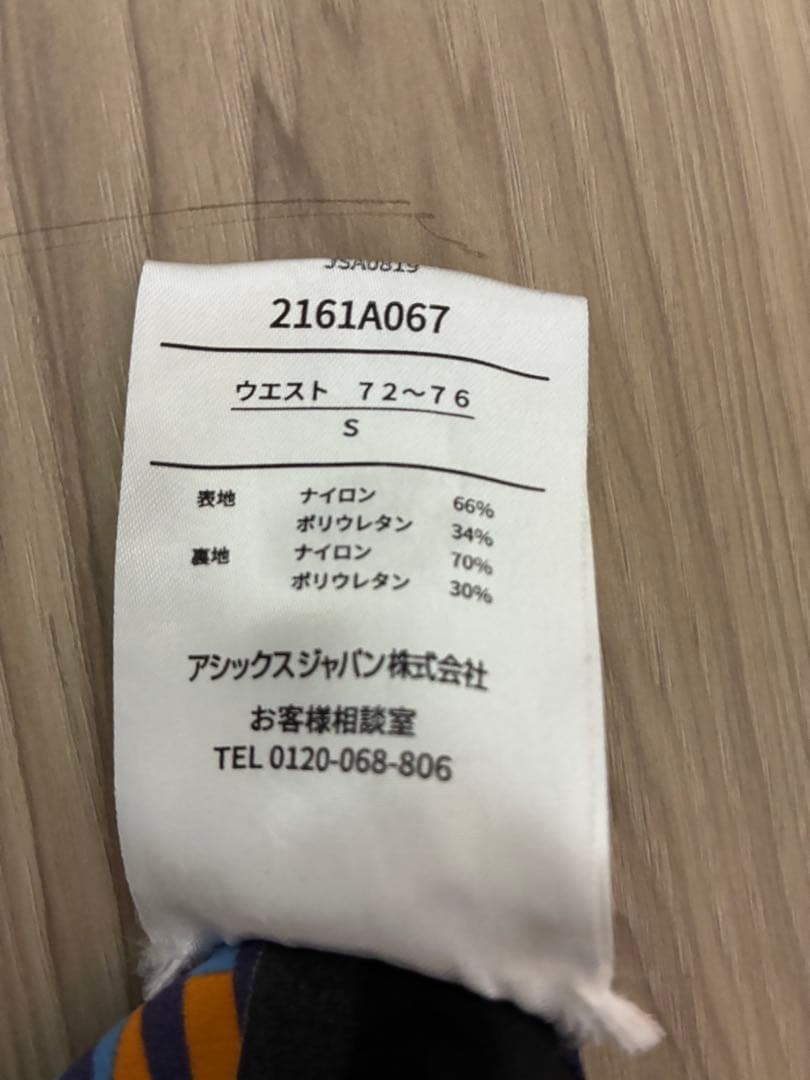 JSA0819
2161A067
ウエスト 72〜76
S
表地 ナイロン 66%
ポリウレタン 34%
裏地 ナイロン 70%
ポリウレタン 30%
アシックスジャパン株式会社
お客様相談室
TEL 0120-068-806